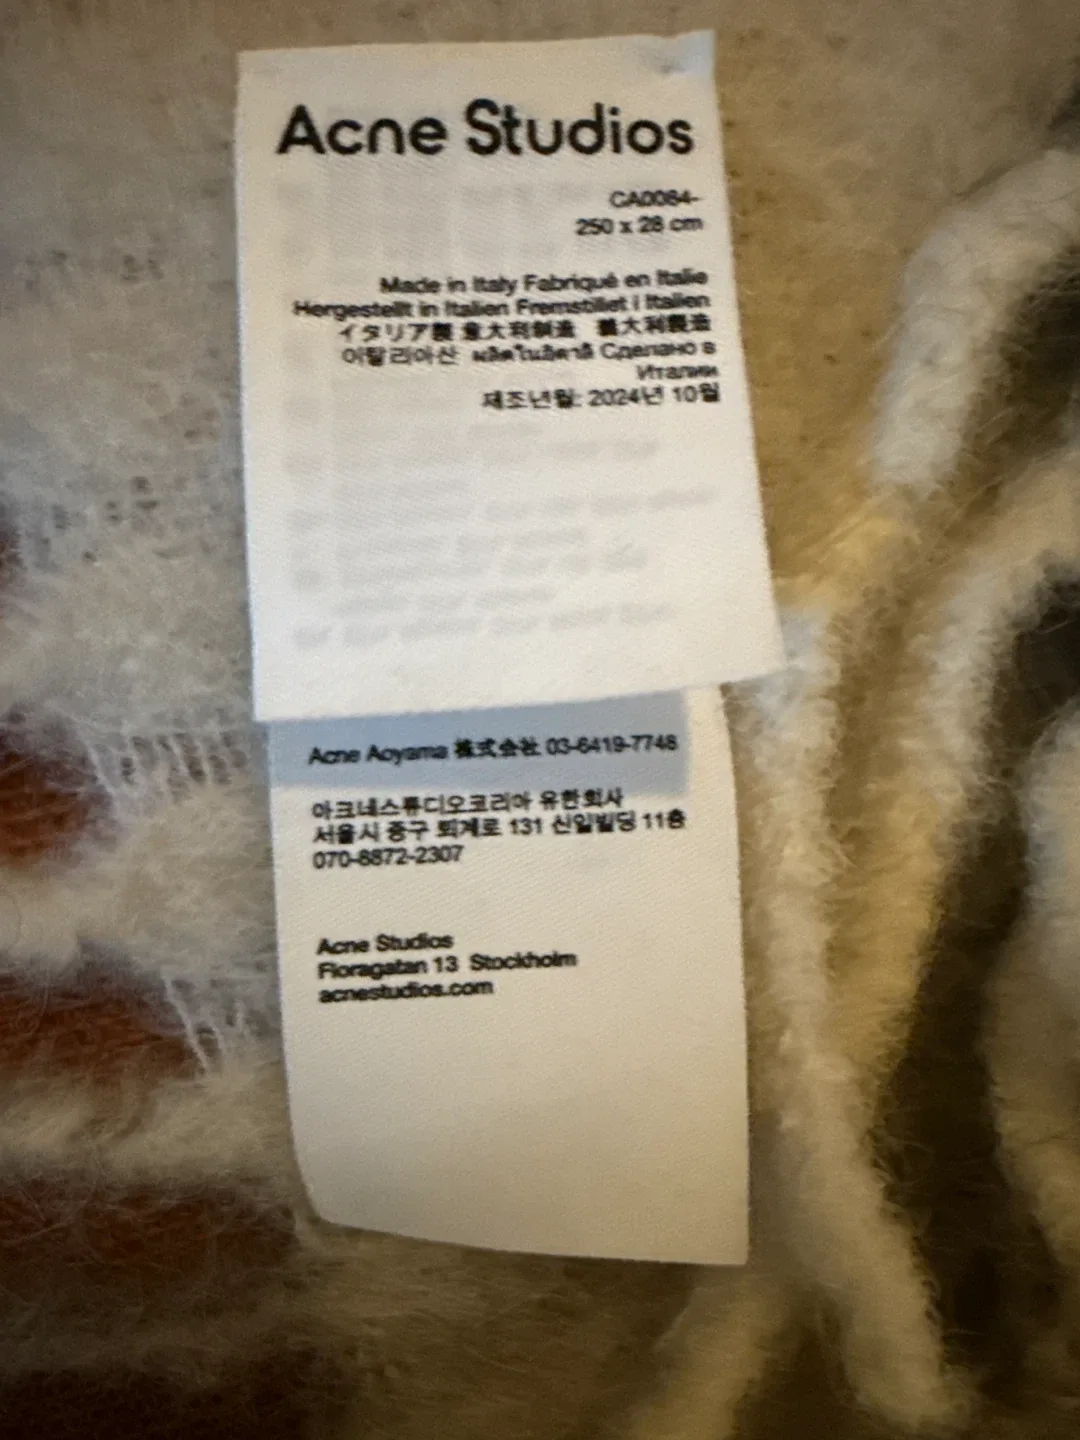 Acne Studios
CA0084-
250 x 28 cm
Made in Italy Fabriqué en Italie
Hergestellt in Italien Fremstillet i Italien
イタリア製 意大利制造 義大利製造
이탈리아산 ผลิตในอิตาลี Сделано в
Италии
제조년월: 2024년 10월
Acne Aoyama 株式会社 03-6419-7748
아크네스튜디오코리아 유한회사
서울시 중구 퇴계로 131 신일빌딩 11층
070-8872-2307
Acne Studios
Floragatan 13 Stockholm
acnestudios.com